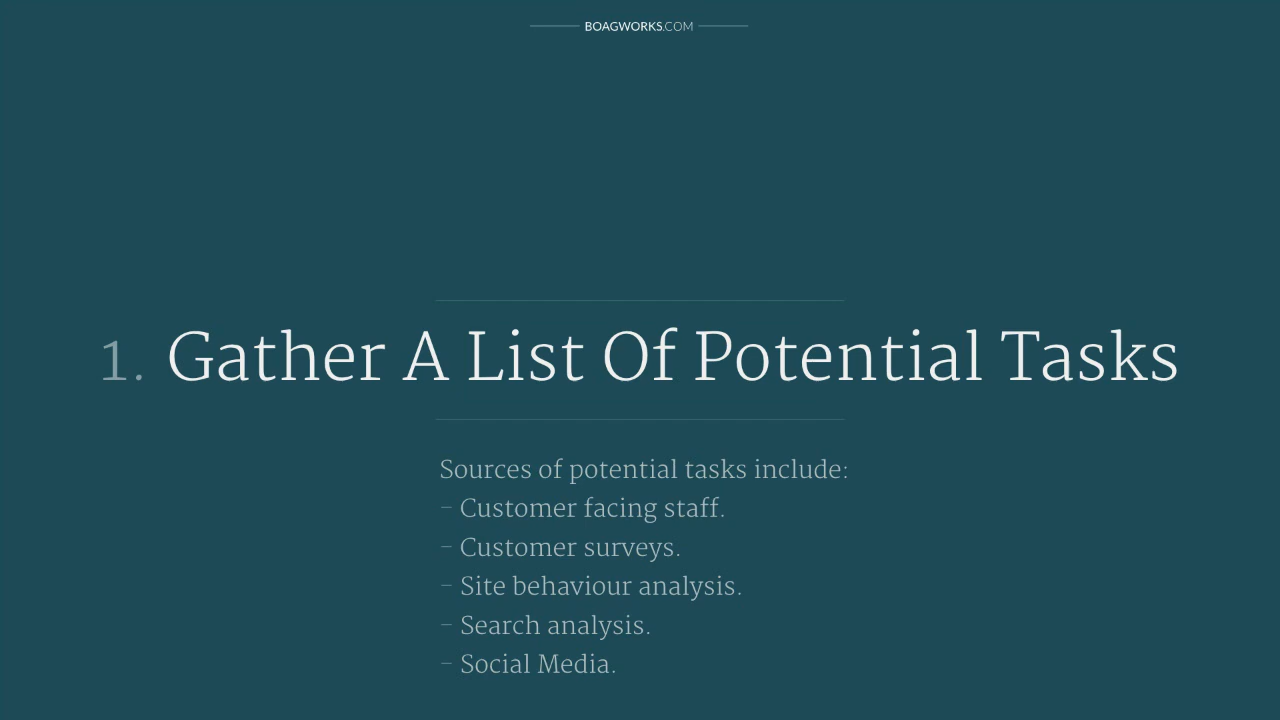 BOAGWORKS.COM
1. Gather A List Of Potential Tasks
Sources of potential tasks include:
– Customer facing staff.
– Customer surveys.
– Site behaviour analysis.
– Search analysis.
– Social Media.